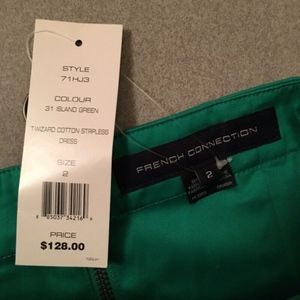 STYLE
71HJ3
COLOUR
31 ISLAND GREEN
T-WIZARD COTTON STRPLESS
DRESS
SIZE
2
PRICE
$128.00
FRENCH CONNECTION
2